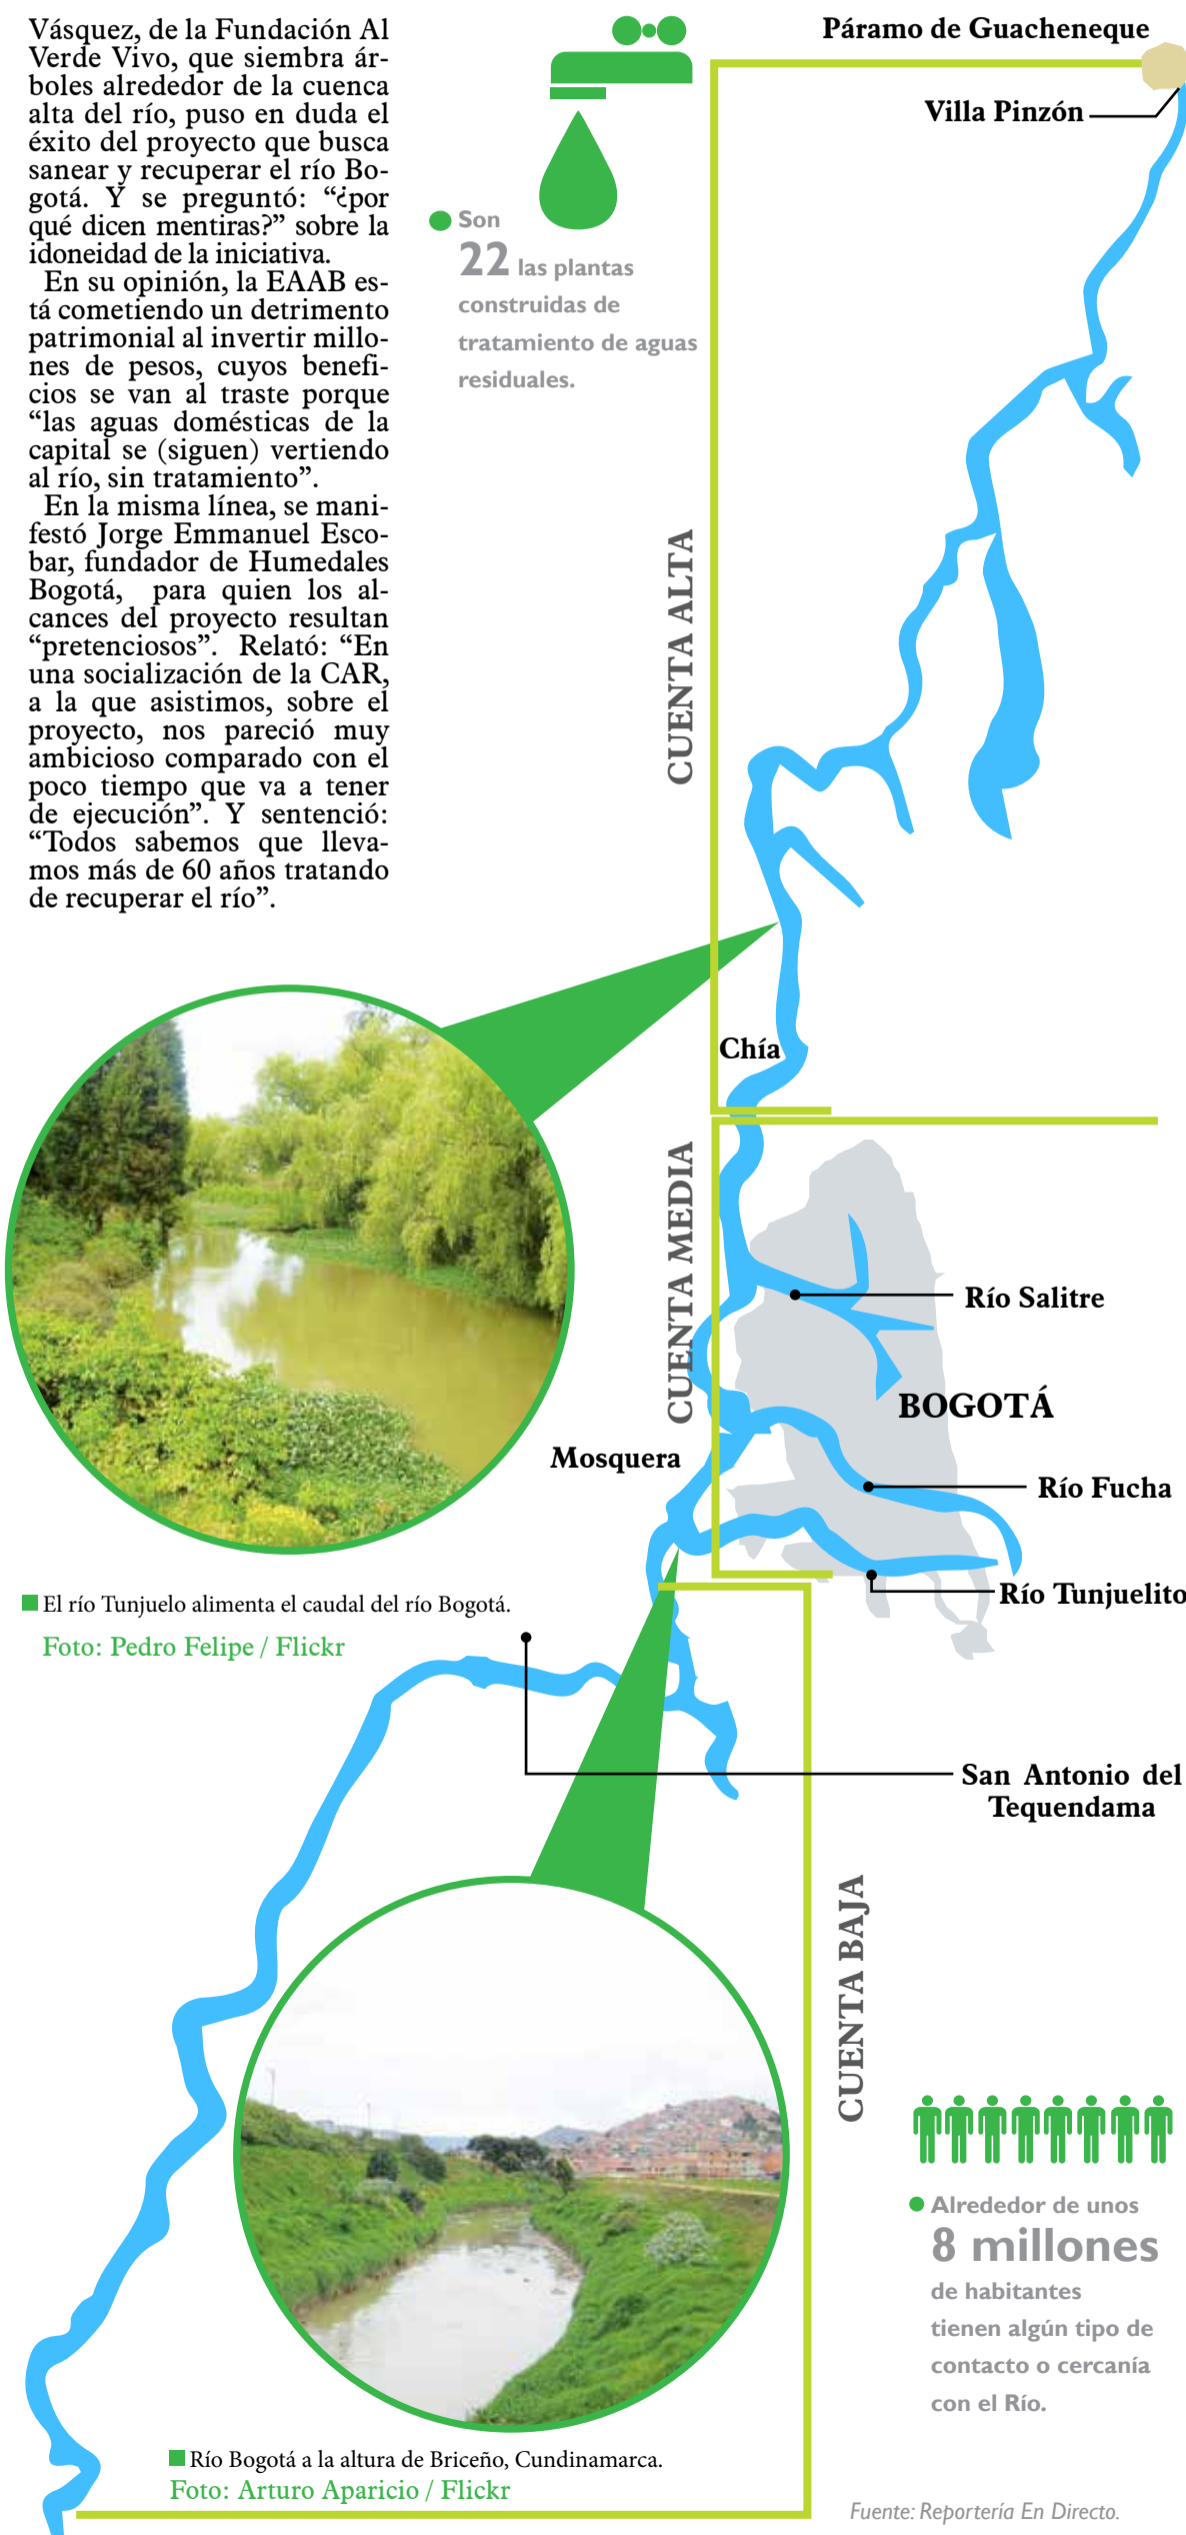 Vásquez, de la Fundación Al
Verde Vivo, que siembra ár-
boles alrededor de la cuenca
alta del río, puso en duda el
éxito del proyecto que busca
sanear y recuperar el río Bo-
gotá. Y se preguntó: “¿por
qué dicen mentiras?” sobre la
idoneidad de la iniciativa.
En su opinión, la EAAB es-
tá cometiendo un detrimento
patrimonial al invertir millo-
nes de pesos, cuyos benefi-
cios se van al traste porque
“las aguas domésticas de la
capital se (siguen) vertiendo
al río, sin tratamiento”.
En la misma línea, se mani-
festó Jorge Emmanuel Esco-
bar, fundador de Humedales
Bogotá, para quien los al-
cances del proyecto resultan
“pretenciosos”. Relató: “En
una socialización de la CAR,
a la que asistimos, sobre el
proyecto, nos pareció muy
ambicioso comparado con el
poco tiempo que va a tener
de ejecución”. Y sentenció:
“Todos sabemos que lleva-
mos más de 60 años tratando
de recuperar el río”.
Son
22 las plantas
construidas de
tratamiento de aguas
residuales.
Páramo de Guacheneque
Villa Pinzón
CUENTA ALTA
Chía
CUENTA MEDIA
Río Salitre
BOGOTÁ
Mosquera
Río Fucha
Río Tunjuelito
El río Tunjuelo alimenta el caudal del río Bogotá.
Foto: Pedro Felipe / Flickr
San Antonio del
Tequendama
CUENTA BAJA
Alrededor de unos
8 millones
de habitantes
tienen algún tipo de
contacto o cercanía
con el Río.
Río Bogotá a la altura de Briceño, Cundinamarca.
Foto: Arturo Aparicio / Flickr
Fuente: Reportería En Directo.